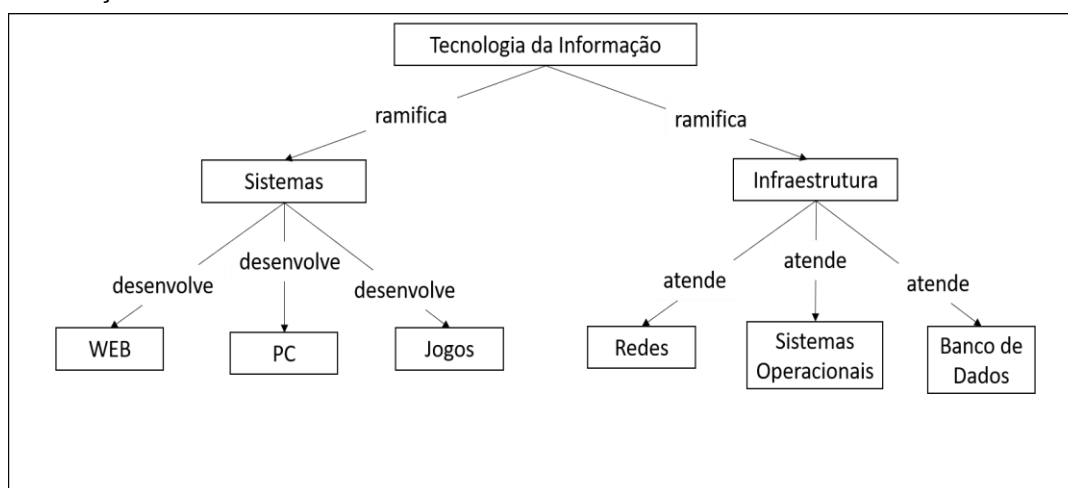 Tecnologia da Informação
ramifica
ramifica
Sistemas
Infraestrutura
desenvolve
desenvolve
desenvolve
atende
atende
atende
WEB
PC
Jogos
Redes
Sistemas
Operacionais
Banco de
Dados